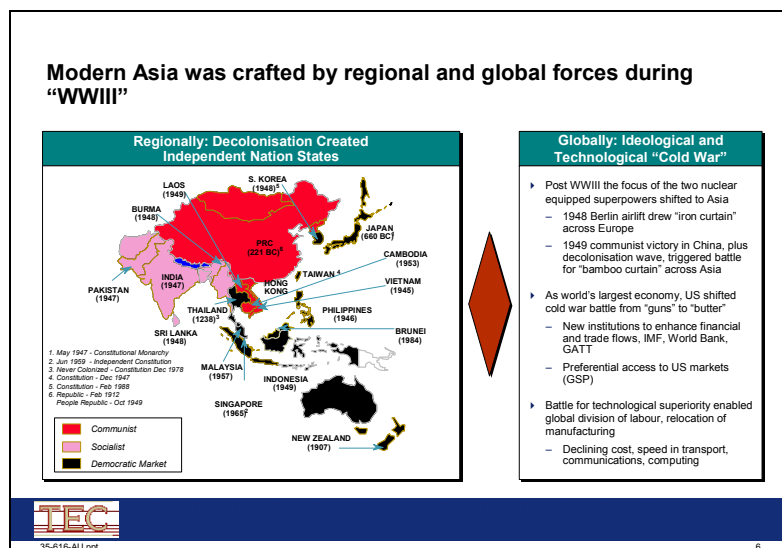 Modern Asia was crafted by regional and global forces during
“WWIII”
Regionally: Decolonisation Created
Independent Nation States
LAOS
(1949)
S. KOREA
(1948)5
BURMA
(1948)
JAPAN
(660 BC)1
PRC
(221 BC)6
CAMBODIA
(1953)
TAIWAN 4
HONG
KONG
VIETNAM
(1945)
INDIA
(1947)
PAKISTAN
(1947)
THAILAND
(1238)3
PHILIPPINES
(1946)
SRI LANKA
(1948)
BRUNEI
(1984)
MALAYSIA
(1957)
INDONESIA
(1949)
SINGAPORE
(1965)2
NEW ZEALAND
(1907)
1. May 1947 - Constitutional Monarchy
2. Jun 1959 - Independent Constitution
3. Never Colonized - Constitution Dec 1978
4. Constitution - Dec 1947
5. Constitution - Feb 1988
6. Republic - Feb 1912
People Republic - Oct 1949
Communist
Socialist
Democratic Market
Globally: Ideological and
Technological “Cold War”
Post WWIII the focus of the two nuclear
equipped superpowers shifted to Asia
– 1948 Berlin airlift drew “iron curtain”
across Europe
– 1949 communist victory in China, plus
decolonisation wave, triggered battle
for “bamboo curtain” across Asia
As world’s largest economy, US shifted
cold war battle from “guns” to “butter”
– New institutions to enhance financial
and trade flows, IMF, World Bank,
GATT
– Preferential access to US markets
(GSP)
Battle for technological superiority enabled
global division of labour, relocation of
manufacturing
– Declining cost, speed in transport,
communications, computing
TEC
35-616-AU.ppt
6